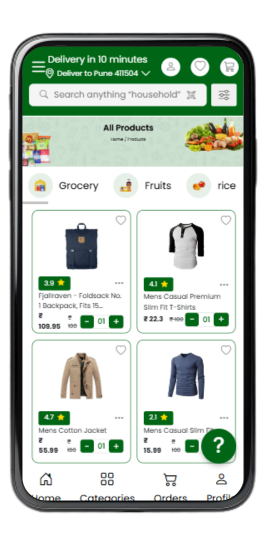 Delivery in 10 minutes
Deliver to Pune 411504
Search anything "household"
All Products
Home / Products
Grocery
Fruits
rice
3.9
Fjallraven - Foldsack No.
1 Backpack, Fits 15...
₹
109.95
₹
100
- 01 +
4.1
Mens Casual Premium
Slim Fit T-Shirts
₹ 22.3 ₹100 - 01 +
4.7
Mens Cotton Jacket
₹
55.99
₹
100
- 01 +
2.1
Mens Casual Slim Fit
₹
15.99
₹
100
- 01
?
Home
Categories
Orders
Profil